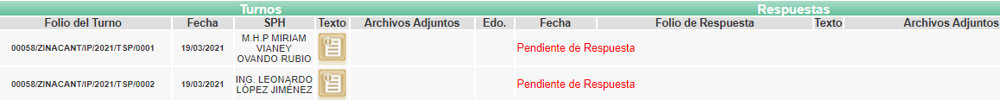 Turnos Respuestas
Folio del Turno Fecha SPH Texto Archivos Adjuntos Edo. Fecha Folio de Respuesta Texto Archivos Adjuntos
00058/ZINACANT/IP/2021/TSP/0001 19/03/2021 M.H.P MIRIAM
VIANEY
OVANDO RUBIO Pendiente de Respuesta
00058/ZINACANT/IP/2021/TSP/0002 19/03/2021 ING. LEONARDO
LÓPEZ JIMÉNEZ Pendiente de Respuesta